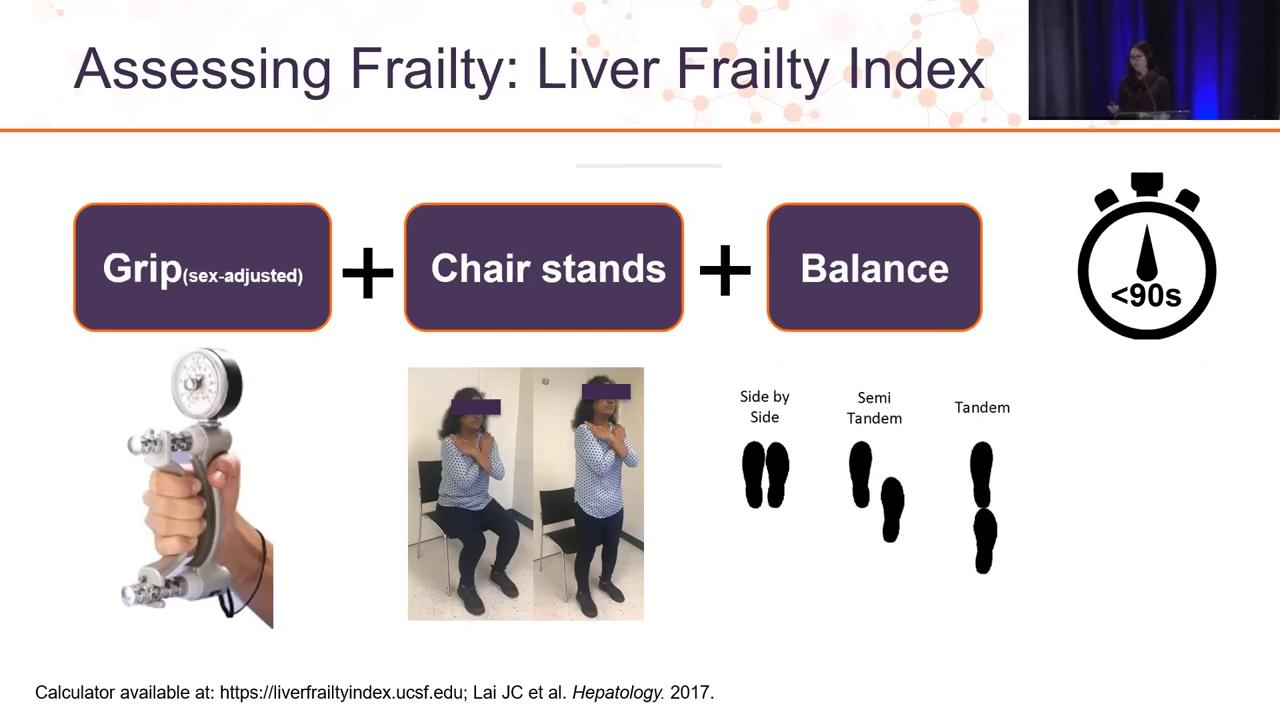 Assessing Frailty: Liver Frailty Index
Grip(sex-adjusted)
+
Chair stands
+
Balance
<90s
Side by
Side
Semi
Tandem
Tandem
Calculator available at: https://liverfrailtyindex.ucsf.edu; Lai JC et al. Hepatology. 2017.